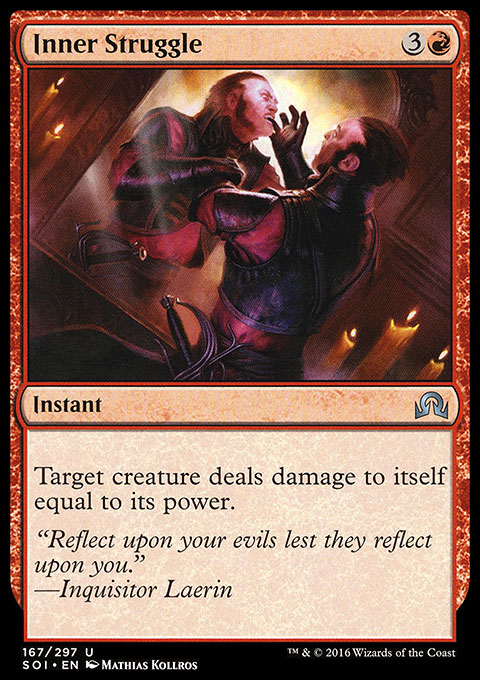 Inner Struggle 3
Instant
Target creature deals damage to itself
equal to its power.
“Reflect upon your evils lest they reflect
upon you.”
—Inquisitor Laerin
167/297 U
SOI • EN Mathias Kollros
™ & © 2016 Wizards of the Coast